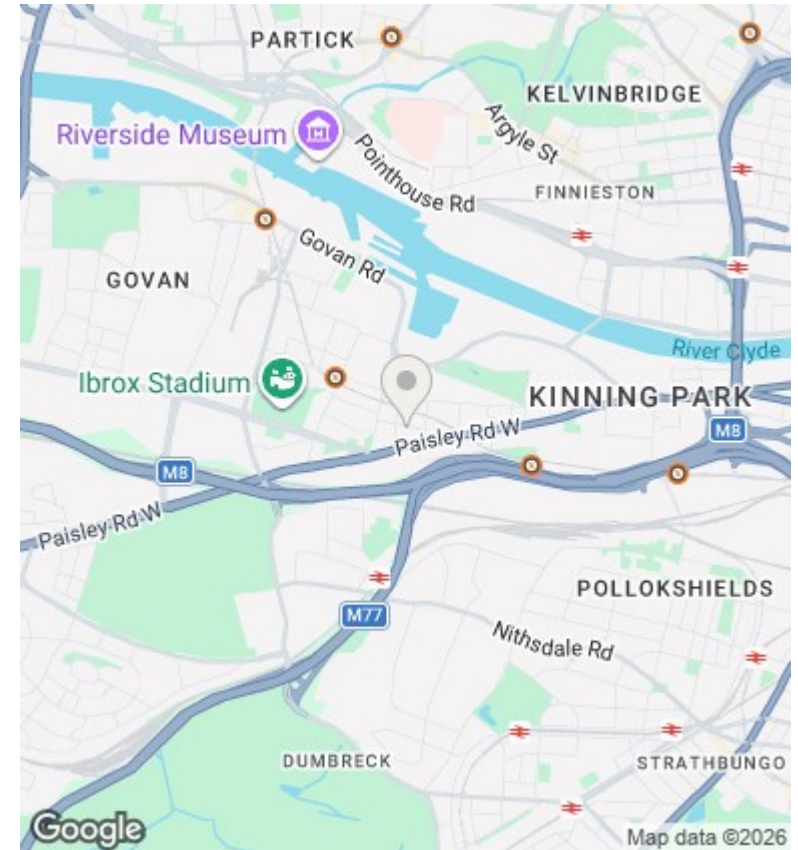 PARTICK
KELVINBRIDGE
Riverside Museum
Argyle St
Pointhouse Rd
FINNIESTON
Govan Rd
GOVAN
River Clyde
Ibrox Stadium
KINNING PARK
Paisley Rd W
M8
M8
Paisley Rd W
POLLOKSHIELDS
M77
Nithsdale Rd
DUMBRECK
STRATHBUNGO
Google
Map data ©2026